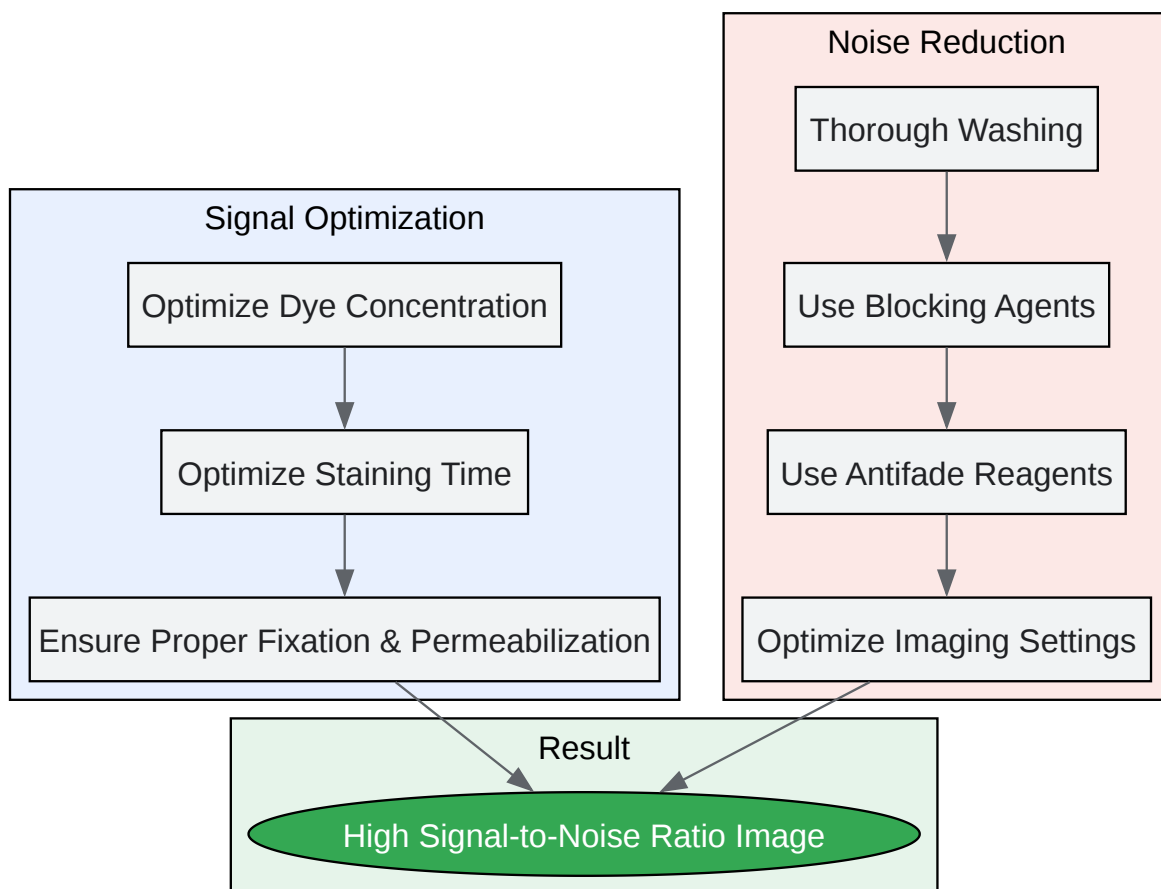 Signal Optimization
Optimize Dye Concentration
Optimize Staining Time
Ensure Proper Fixation & Permeabilization
Noise Reduction
Thorough Washing
Use Blocking Agents
Use Antifade Reagents
Optimize Imaging Settings
Result
High Signal-to-Noise Ratio Image